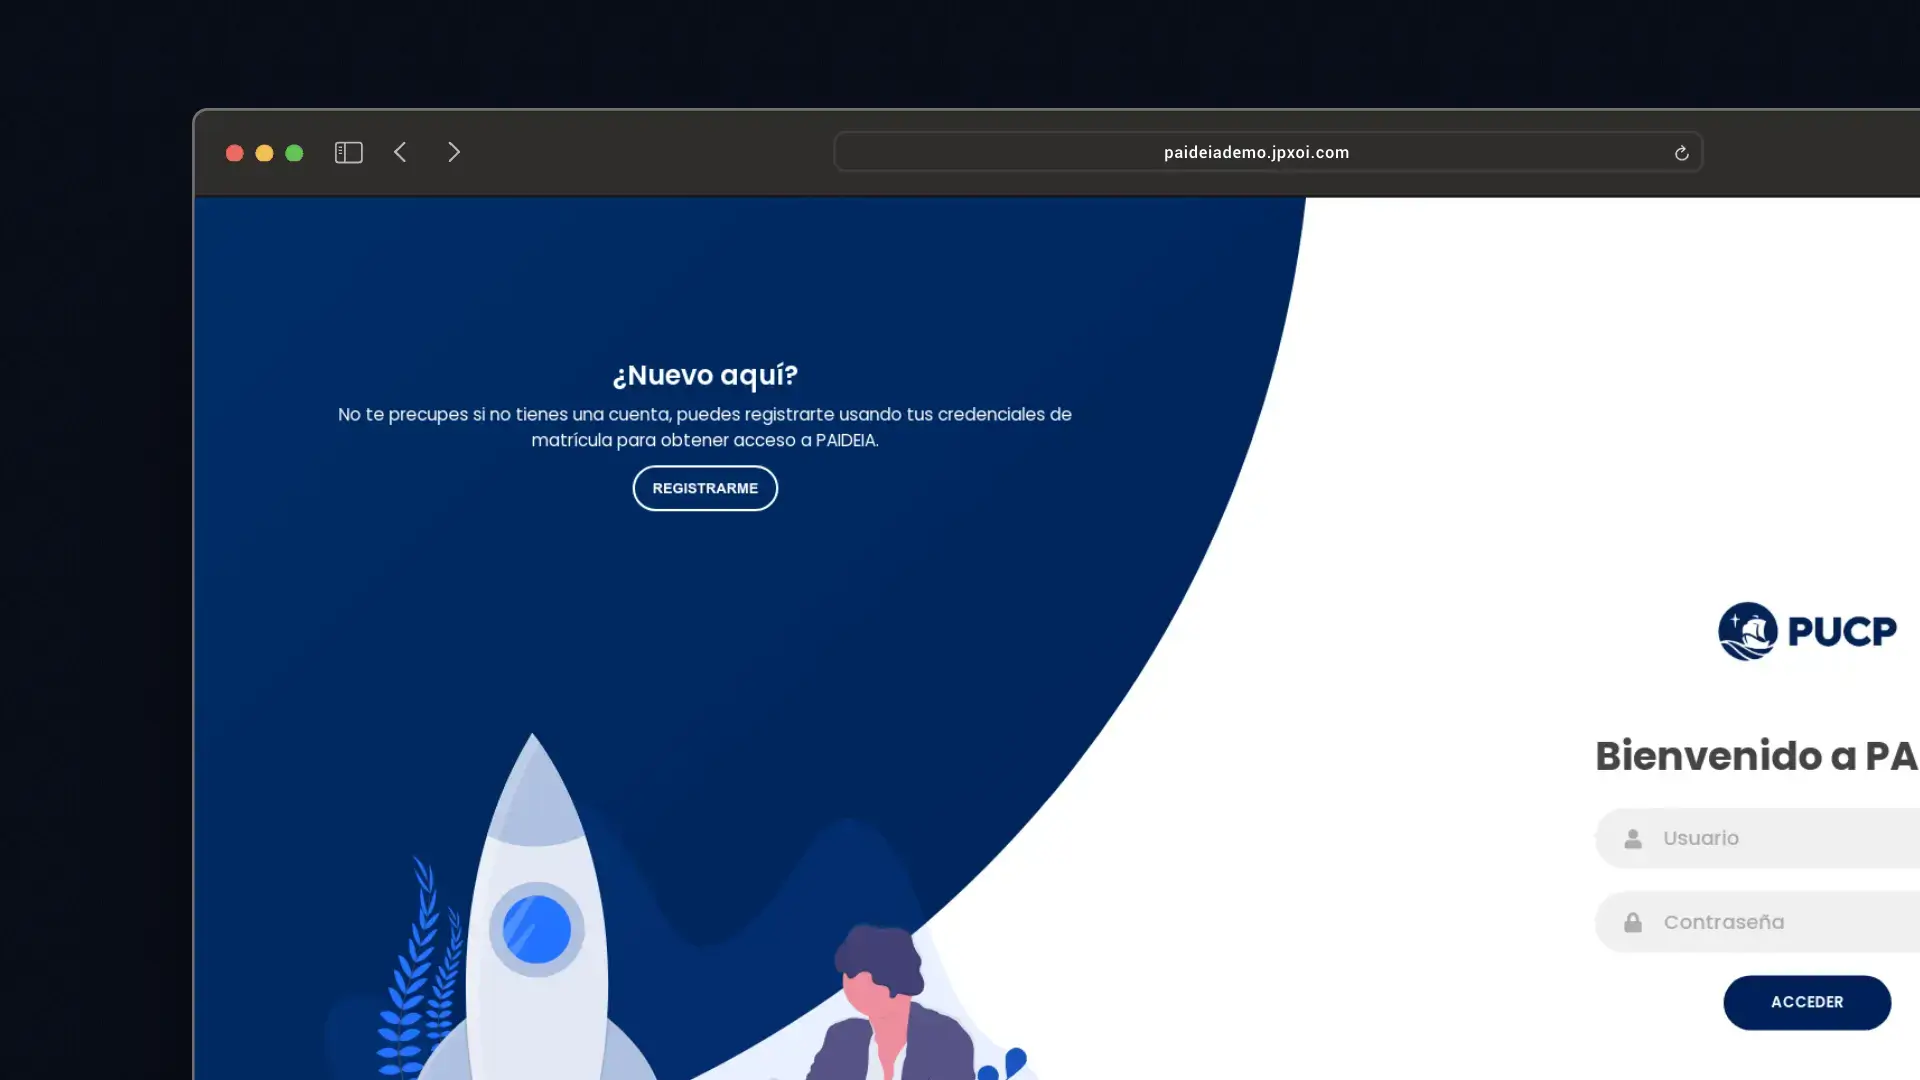 paideiademo.jpxoi.com
¿Nuevo aquí?
No te precupes si no tienes una cuenta, puedes registrarte usando tus credenciales de
matrícula para obtener acceso a PAIDEIA.
REGISTRARME
PUCP
Bienvenido a PA
Usuario
Contraseña
ACCEDER